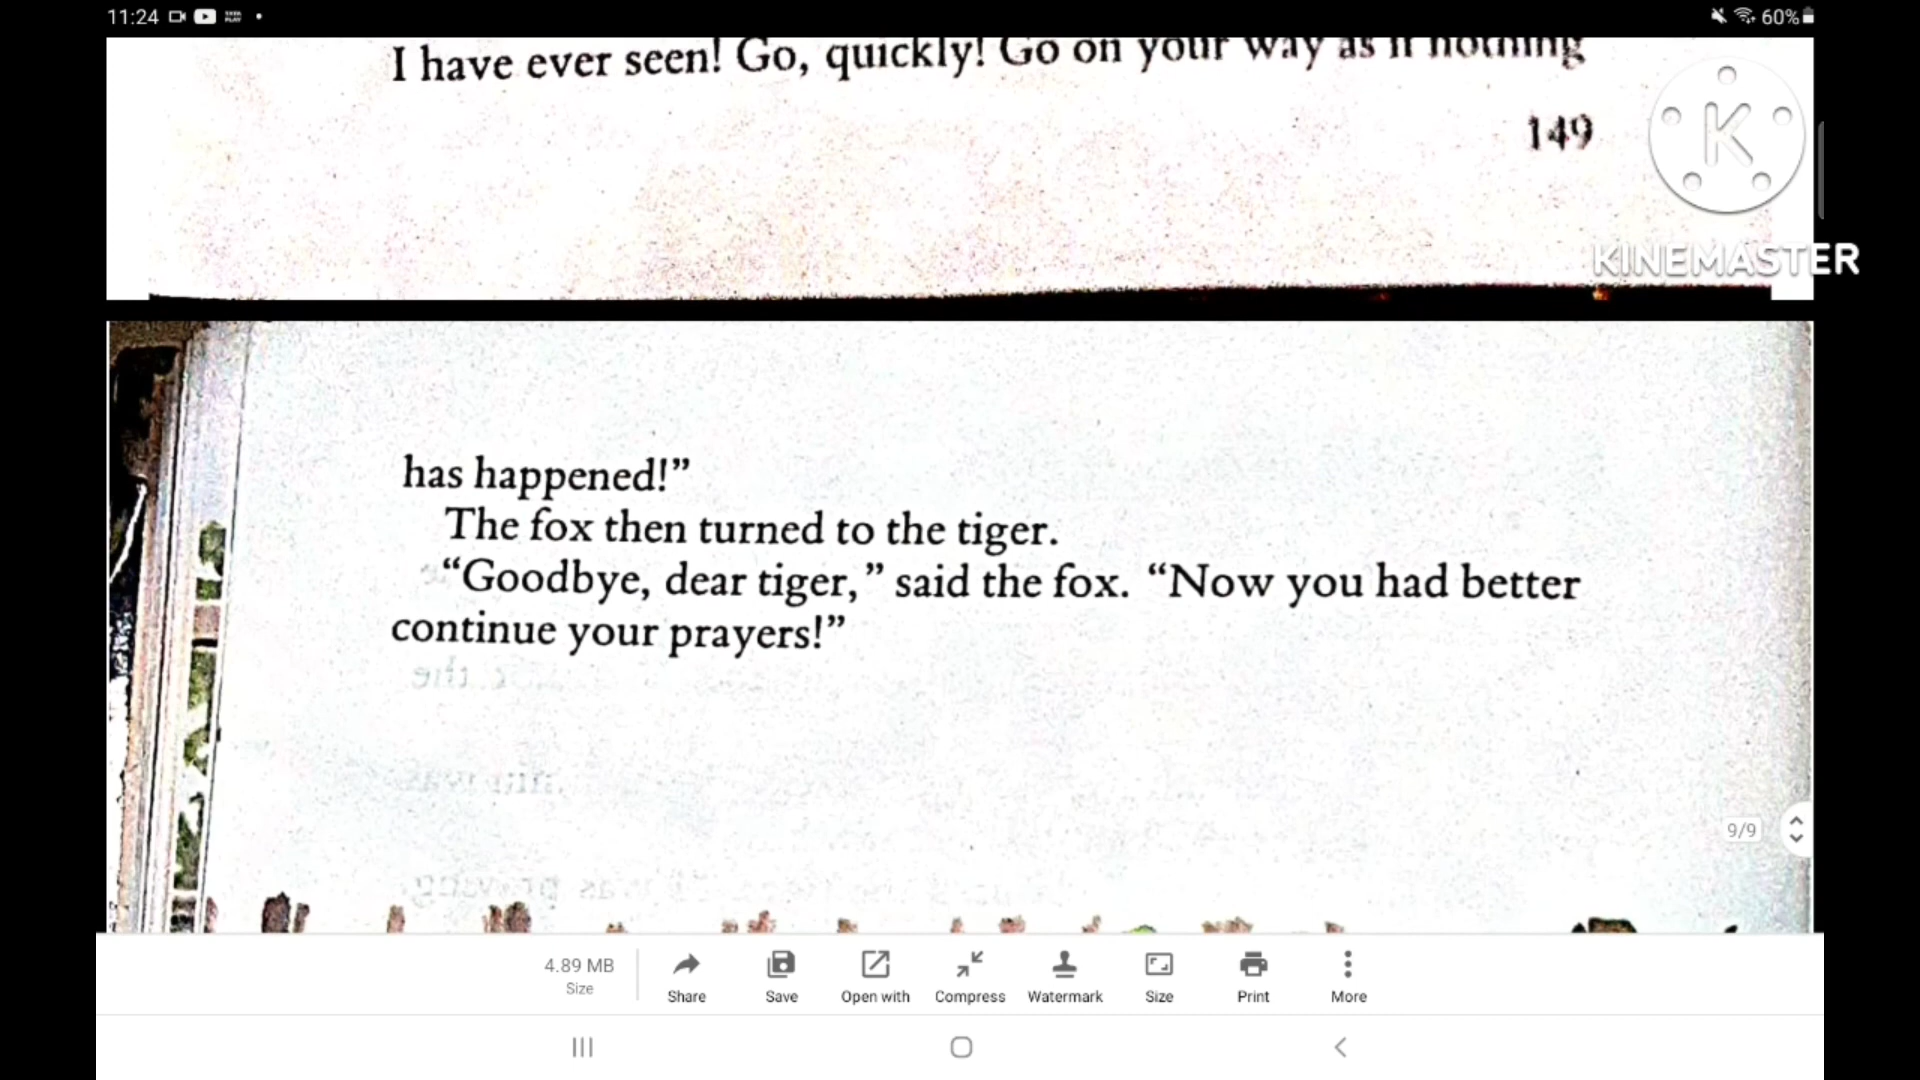 11:24
60%
I have ever seen! Go, quickly! Go on your way as if nothing
149
K
KINEMASTER
has happened!”
The fox then turned to the tiger.
“Goodbye, dear tiger,” said the fox. “Now you had better
continue your prayers!”
9/9
4.89 MB
Size
Share
Save
Open with
Compress
Watermark
Size
Print
More